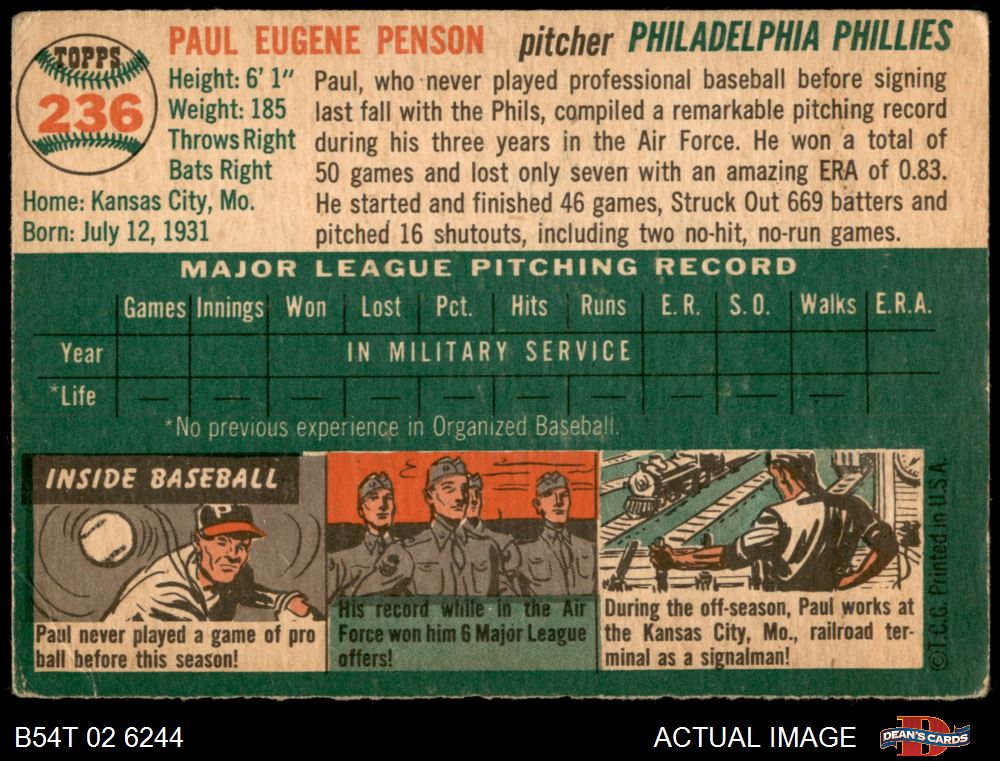 TOPPS
236
PAUL EUGENE PENSON pitcher PHILADELPHIA PHILLIES
Height: 6' 1"
Weight: 185
Throws Right
Bats Right
Home: Kansas City, Mo.
Born: July 12, 1931
Paul, who never played professional baseball before signing
last fall with the Phils, compiled a remarkable pitching record
during his three years in the Air Force. He won a total of
50 games and lost only seven with an amazing ERA of 0.83.
He started and finished 46 games, Struck Out 669 batters and
pitched 16 shutouts, including two no-hit, no-run games.
MAJOR LEAGUE PITCHING RECORD
Games Innings Won Lost Pct. Hits Runs E. R. S. O. Walks E.R.A.
Year IN MILITARY SERVICE
*Life — — — — — — — — — —
*No previous experience in Organized Baseball.
INSIDE BASEBALL
P
Paul never played a game of pro
ball before this season!
His record while in the Air
Force won him 6 Major League
offers!
During the off-season, Paul works at
the Kansas City, Mo., railroad ter-
minal as a signalman!
©T.C.G. Printed in U.S.A.
B54T 02 6244
ACTUAL IMAGE
D
DEAN'S CARDS